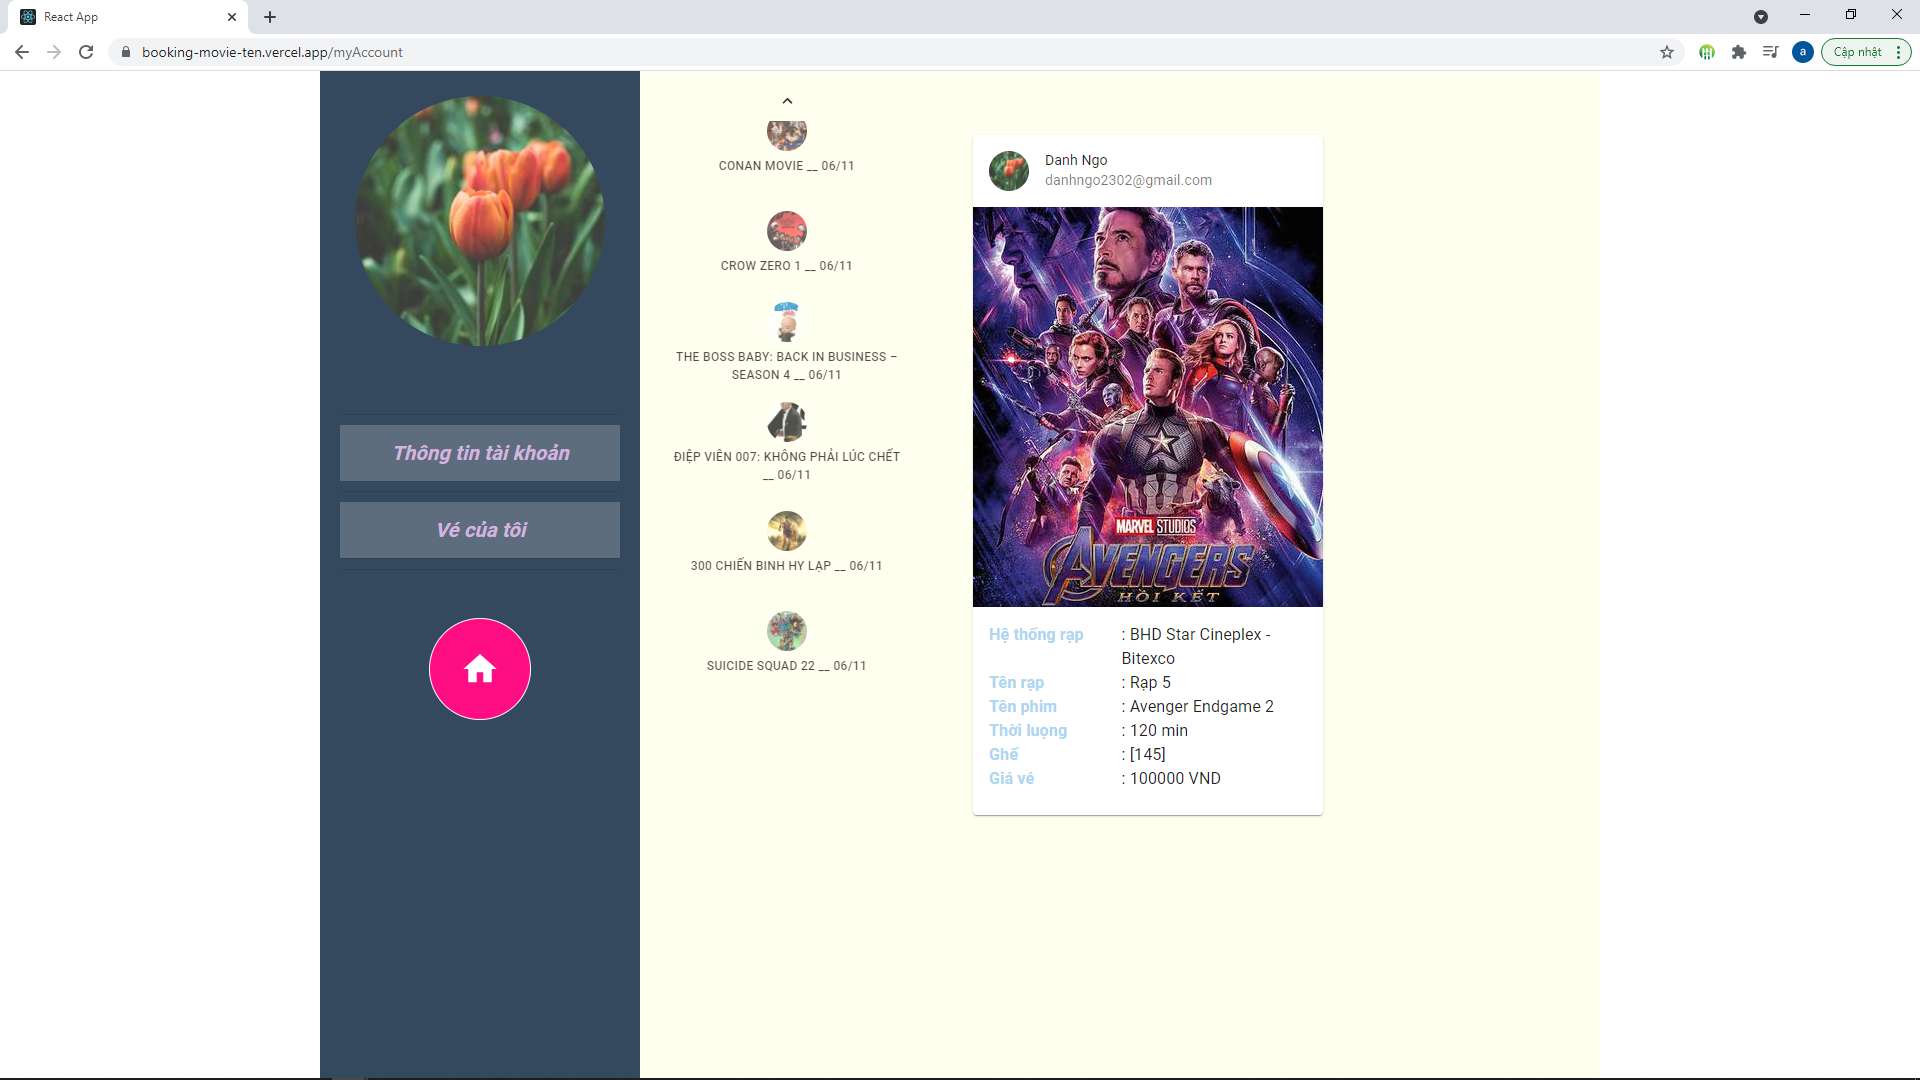 React App
booking-movie-ten.vercel.app/myAccount
a
Cập nhật
Thông tin tài khoản
Vé của tôi
CONAN MOVIE __ 06/11
CROW ZERO 1 __ 06/11
THE BOSS BABY: BACK IN BUSINESS –
SEASON 4 __ 06/11
ĐIỆP VIÊN 007: KHÔNG PHẢI LÚC CHẾT
__ 06/11
300 CHIẾN BINH HY LẠP __ 06/11
SUICIDE SQUAD 22 __ 06/11
Danh Ngo
danhngo2302@gmail.com
MARVEL STUDIOS
AVENGERS
HỒI KẾT
Hệ thống rạp : BHD Star Cineplex -
Bitexco
Tên rạp : Rạp 5
Tên phim : Avenger Endgame 2
Thời luọng : 120 min
Ghế : [145]
Giá vé : 100000 VND